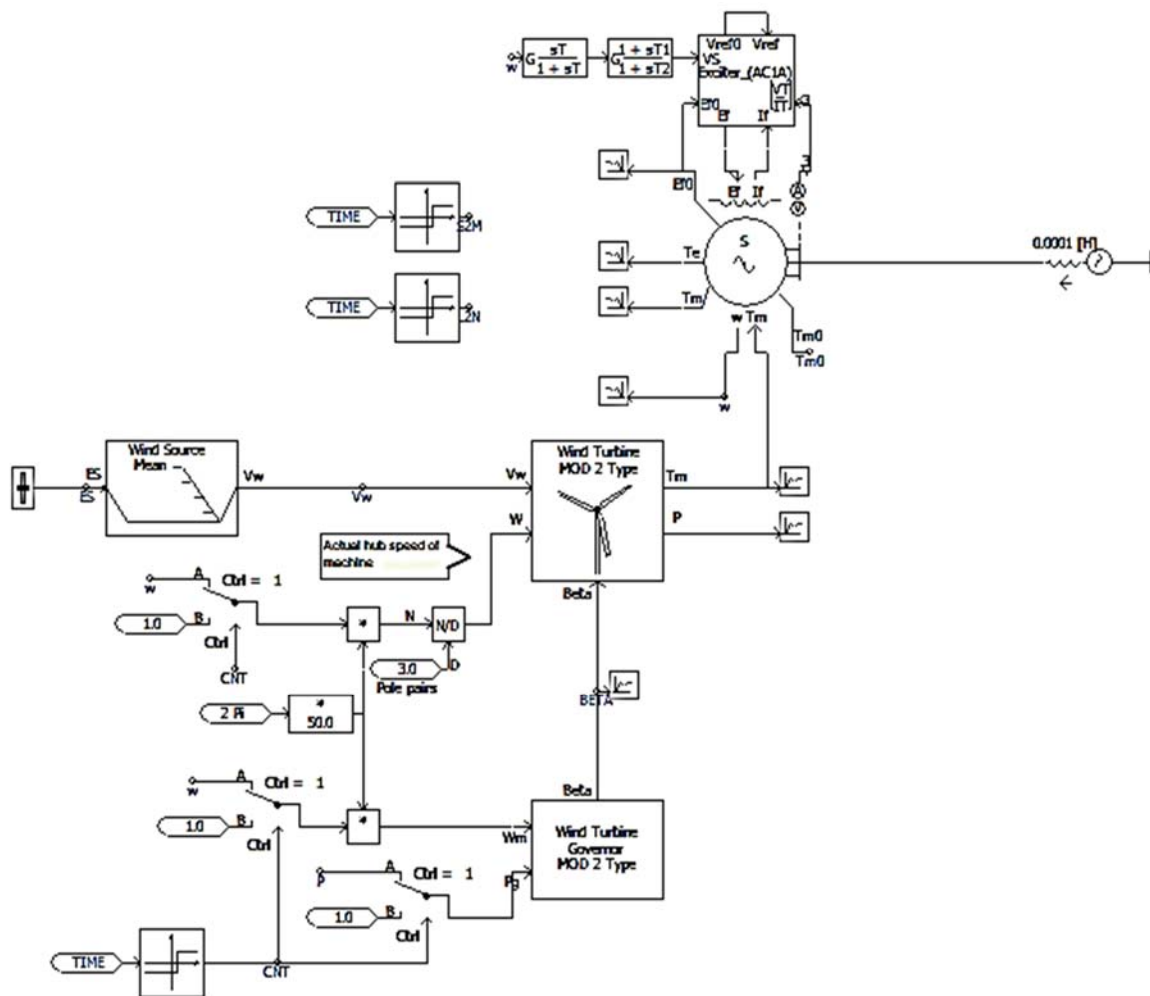 Vref0 Vref
w
G sT 1 + sT
G 1 + sT1 1 + sT2
VS
Exciter_(AC1A)
VT
IT
3
Ef0
Ef If
3
Ef0
Ef If
A
V
TIME
S2M
S
Te
0.0001 [H]
TIME
L2N
Tm
w Tm
Tm0
Tm0
w
Wind Source
Mean
ES
ES
Vw
Vw
Vw
Wind Turbine
MOD 2 Type
Tm
W
P
Actual hub speed of
mechine
Beta
w
A
Ctrl = 1
1.0
B
Ctrl
CNT
*
N
N/D
D
3.0
Pole pairs
2 Pi
*
50.0
BETA
w
A
Ctrl = 1
1.0
B
Ctrl
*
Wm
Beta
Wind Turbine
Governor
MOD 2 Type
P
A
Ctrl = 1
Pg
1.0
B
Ctrl
TIME
CNT